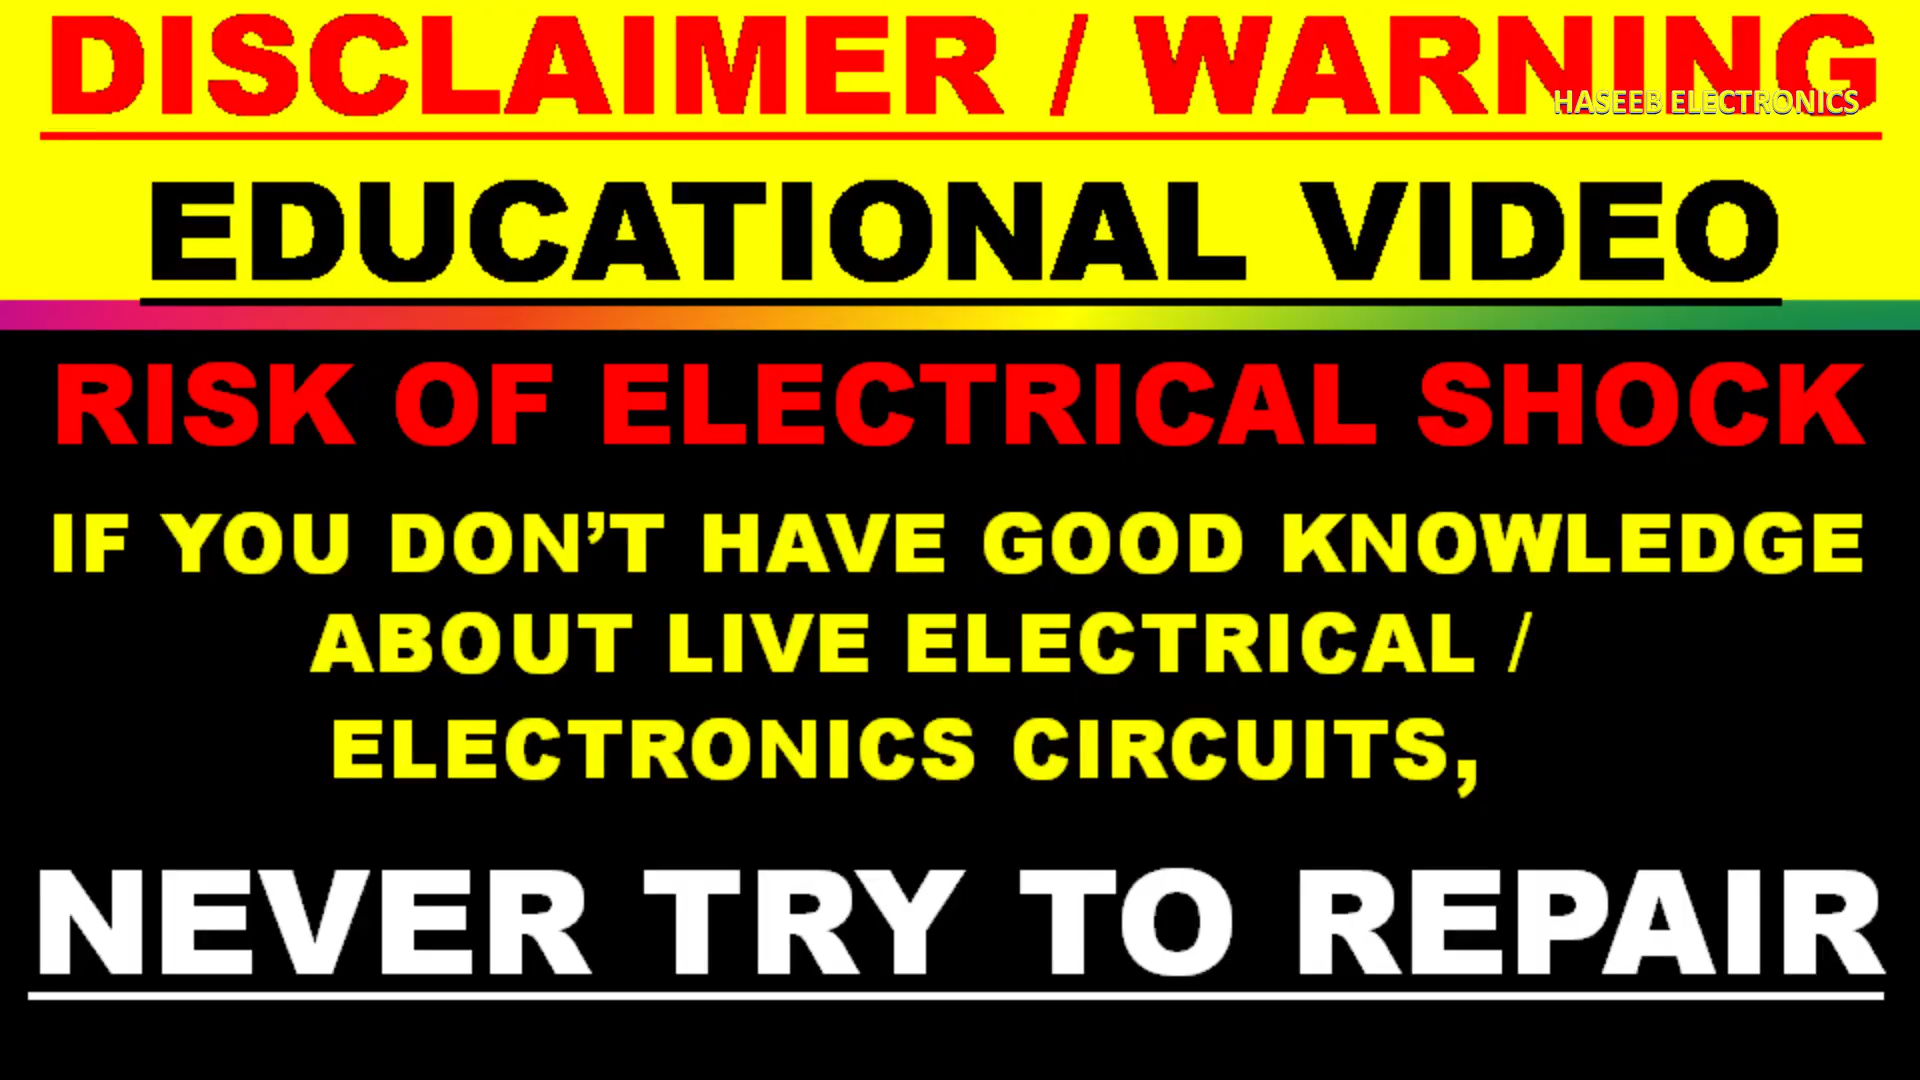 DISCLAIMER / WARNING
HASEEB ELECTRONICS
EDUCATIONAL VIDEO
RISK OF ELECTRICAL SHOCK
IF YOU DON’T HAVE GOOD KNOWLEDGE
ABOUT LIVE ELECTRICAL /
ELECTRONICS CIRCUITS,
NEVER TRY TO REPAIR